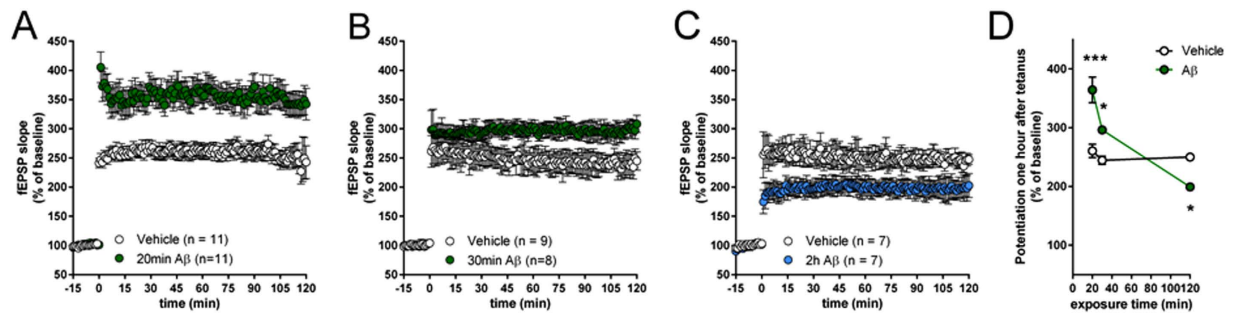 A
450
400
350
300
250
200
150
100
50
fEPSP slope
(% of baseline)
Vehicle (n = 11)
20min Aβ (n=11)
-15 0 15 30 45 60 75 90 105 120
time (min)
B
450
400
350
300
250
200
150
100
50
fEPSP slope
(% of baseline)
Vehicle (n = 9)
30min Aβ (n=8)
-15 0 15 30 45 60 75 90 105 120
time (min)
C
450
400
350
300
250
200
150
100
50
fEPSP slope
(% of baseline)
Vehicle (n = 7)
2h Aβ (n = 7)
-15 0 15 30 45 60 75 90 105 120
time (min)
D
Potentiation one hour after tetanus
(% of baseline)
400
300
200
100
***
*
*
Vehicle
Aβ
0 20 40 60 80 100 120
exposure time (min)